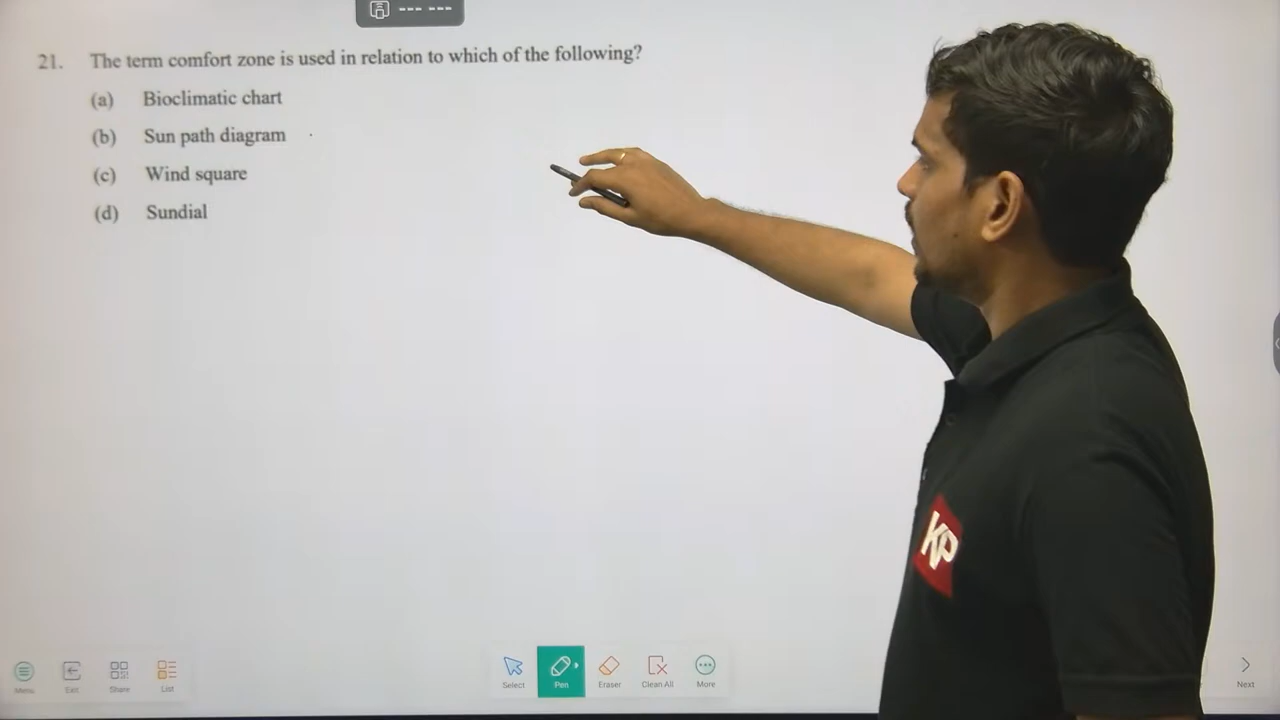 21. The term comfort zone is used in relation to which of the following?
(a) Bioclimatic chart
(b) Sun path diagram
(c) Wind square
(d) Sundial
KP
Menu
Exit
Share
List
Select
Pen
Eraser
Clean All
More
Next